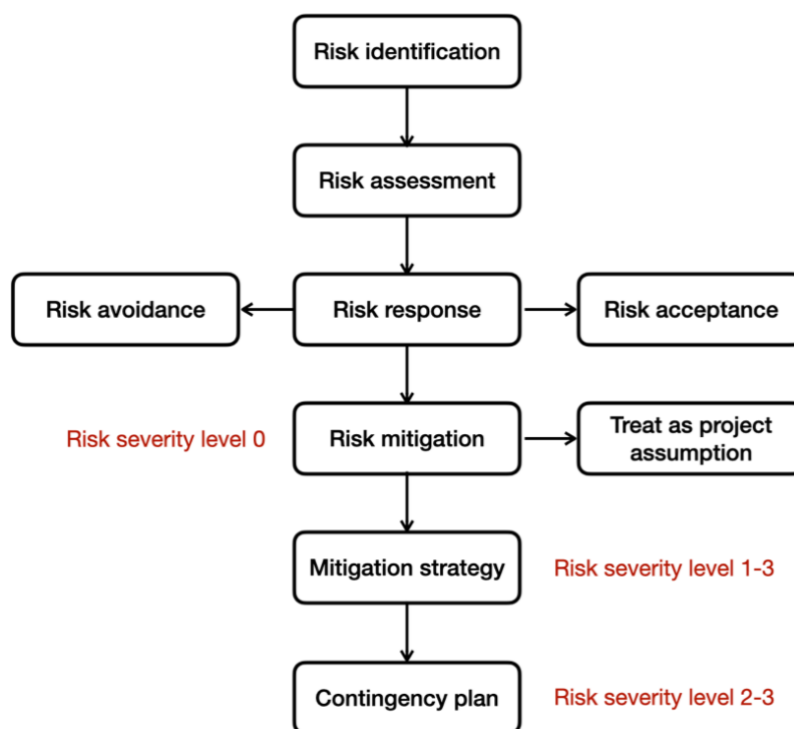 Risk identification
Risk assessment
Risk avoidance
Risk response
Risk acceptance
Risk severity level 0
Risk mitigation
Treat as project
assumption
Mitigation strategy
Risk severity level 1-3
Contingency plan
Risk severity level 2-3